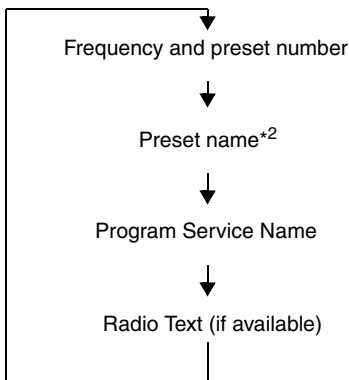 Frequency and preset number
Preset name*2
Program Service Name
Radio Text (if available)